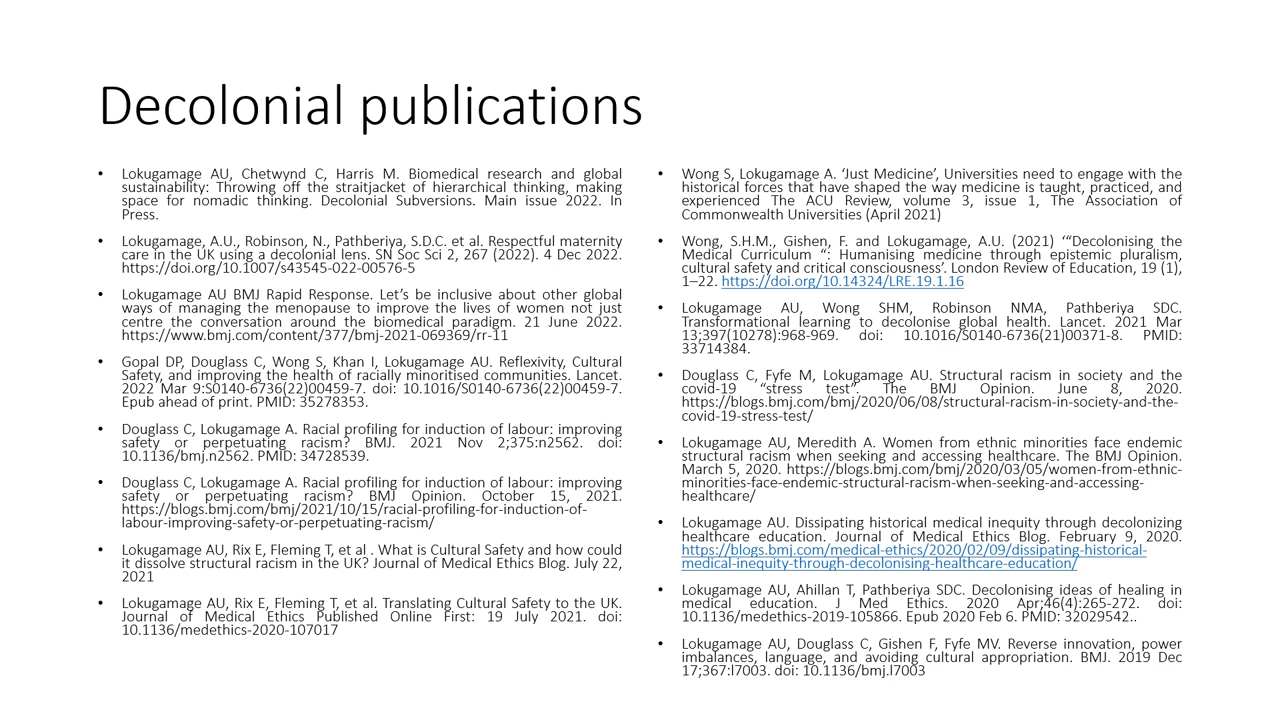 Decolonial publications
• Lokugamage AU, Chetwynd C, Harris M. Biomedical research and global
sustainability: Throwing off the straitjacket of hierarchical thinking, making
space for nomadic thinking. Decolonial Subversions. Main issue 2022. In
Press.
• Lokugamage, A.U., Robinson, N., Pathberiya, S.D.C. et al. Respectful maternity
care in the UK using a decolonial lens. SN Soc Sci 2, 267 (2022). 4 Dec 2022.
https://doi.org/10.1007/s43545-022-00576-5
• Lokugamage AU BMJ Rapid Response. Let’s be inclusive about other global
ways of managing the menopause to improve the lives of women not just
centre the conversation around the biomedical paradigm. 21 June 2022.
https://www.bmj.com/content/377/bmj-2021-069369/rr-11
• Gopal DP, Douglass C, Wong S, Khan I, Lokugamage AU. Reflexivity, Cultural
Safety, and improving the health of racially minoritised communities. Lancet.
2022 Mar 9:S0140-6736(22)00459-7. doi: 10.1016/S0140-6736(22)00459-7.
Epub ahead of print. PMID: 35278353.
• Douglass C, Lokugamage A. Racial profiling for induction of labour: improving
safety or perpetuating racism? BMJ. 2021 Nov 2;375:n2562. doi:
10.1136/bmj.n2562. PMID: 34728539.
• Douglass C, Lokugamage A. Racial profiling for induction of labour: improving
safety or perpetuating racism? BMJ Opinion. October 15, 2021.
https://blogs.bmj.com/bmj/2021/10/15/racial-profiling-for-induction-of-
labour-improving-safety-or-perpetuating-racism/
• Lokugamage AU, Rix E, Fleming T, et al . What is Cultural Safety and how could
it dissolve structural racism in the UK? Journal of Medical Ethics Blog. July 22,
2021
• Lokugamage AU, Rix E, Fleming T, et al. Translating Cultural Safety to the UK.
Journal of Medical Ethics Published Online First: 19 July 2021. doi:
10.1136/medethics-2020-107017
• Wong S, Lokugamage A. ‘Just Medicine’, Universities need to engage with the
historical forces that have shaped the way medicine is taught, practiced, and
experienced The ACU Review, volume 3, issue 1, The Association of
Commonwealth Universities (April 2021)
• Wong, S.H.M., Gishen, F. and Lokugamage, A.U. (2021) ‘“Decolonising the
Medical Curriculum “: Humanising medicine through epistemic pluralism,
cultural safety and critical consciousness’. London Review of Education, 19 (1),
1–22. https://doi.org/10.14324/LRE.19.1.16
• Lokugamage AU, Wong SHM, Robinson NMA, Pathberiya SDC.
Transformational learning to decolonise global health. Lancet. 2021 Mar
13;397(10278):968-969. doi: 10.1016/S0140-6736(21)00371-8. PMID:
33714384.
• Douglass C, Fyfe M, Lokugamage AU. Structural racism in society and the
covid-19 “stress test” The BMJ Opinion. June 8, 2020.
https://blogs.bmj.com/bmj/2020/06/08/structural-racism-in-society-and-the-
covid-19-stress-test/
• Lokugamage AU, Meredith A. Women from ethnic minorities face endemic
structural racism when seeking and accessing healthcare. The BMJ Opinion.
March 5, 2020. https://blogs.bmj.com/bmj/2020/03/05/women-from-ethnic-
minorities-face-endemic-structural-racism-when-seeking-and-accessing-
healthcare/
• Lokugamage AU. Dissipating historical medical inequity through decolonizing
healthcare education. Journal of Medical Ethics Blog. February 9, 2020.
https://blogs.bmj.com/medical-ethics/2020/02/09/dissipating-historical-
medical-inequity-through-decolonising-healthcare-education/
• Lokugamage AU, Ahillan T, Pathberiya SDC. Decolonising ideas of healing in
medical education. J Med Ethics. 2020 Apr;46(4):265-272. doi:
10.1136/medethics-2019-105866. Epub 2020 Feb 6. PMID: 32029542..
• Lokugamage AU, Douglass C, Gishen F, Fyfe MV. Reverse innovation, power
imbalances, language, and avoiding cultural appropriation. BMJ. 2019 Dec
17;367:l7003. doi: 10.1136/bmj.l7003